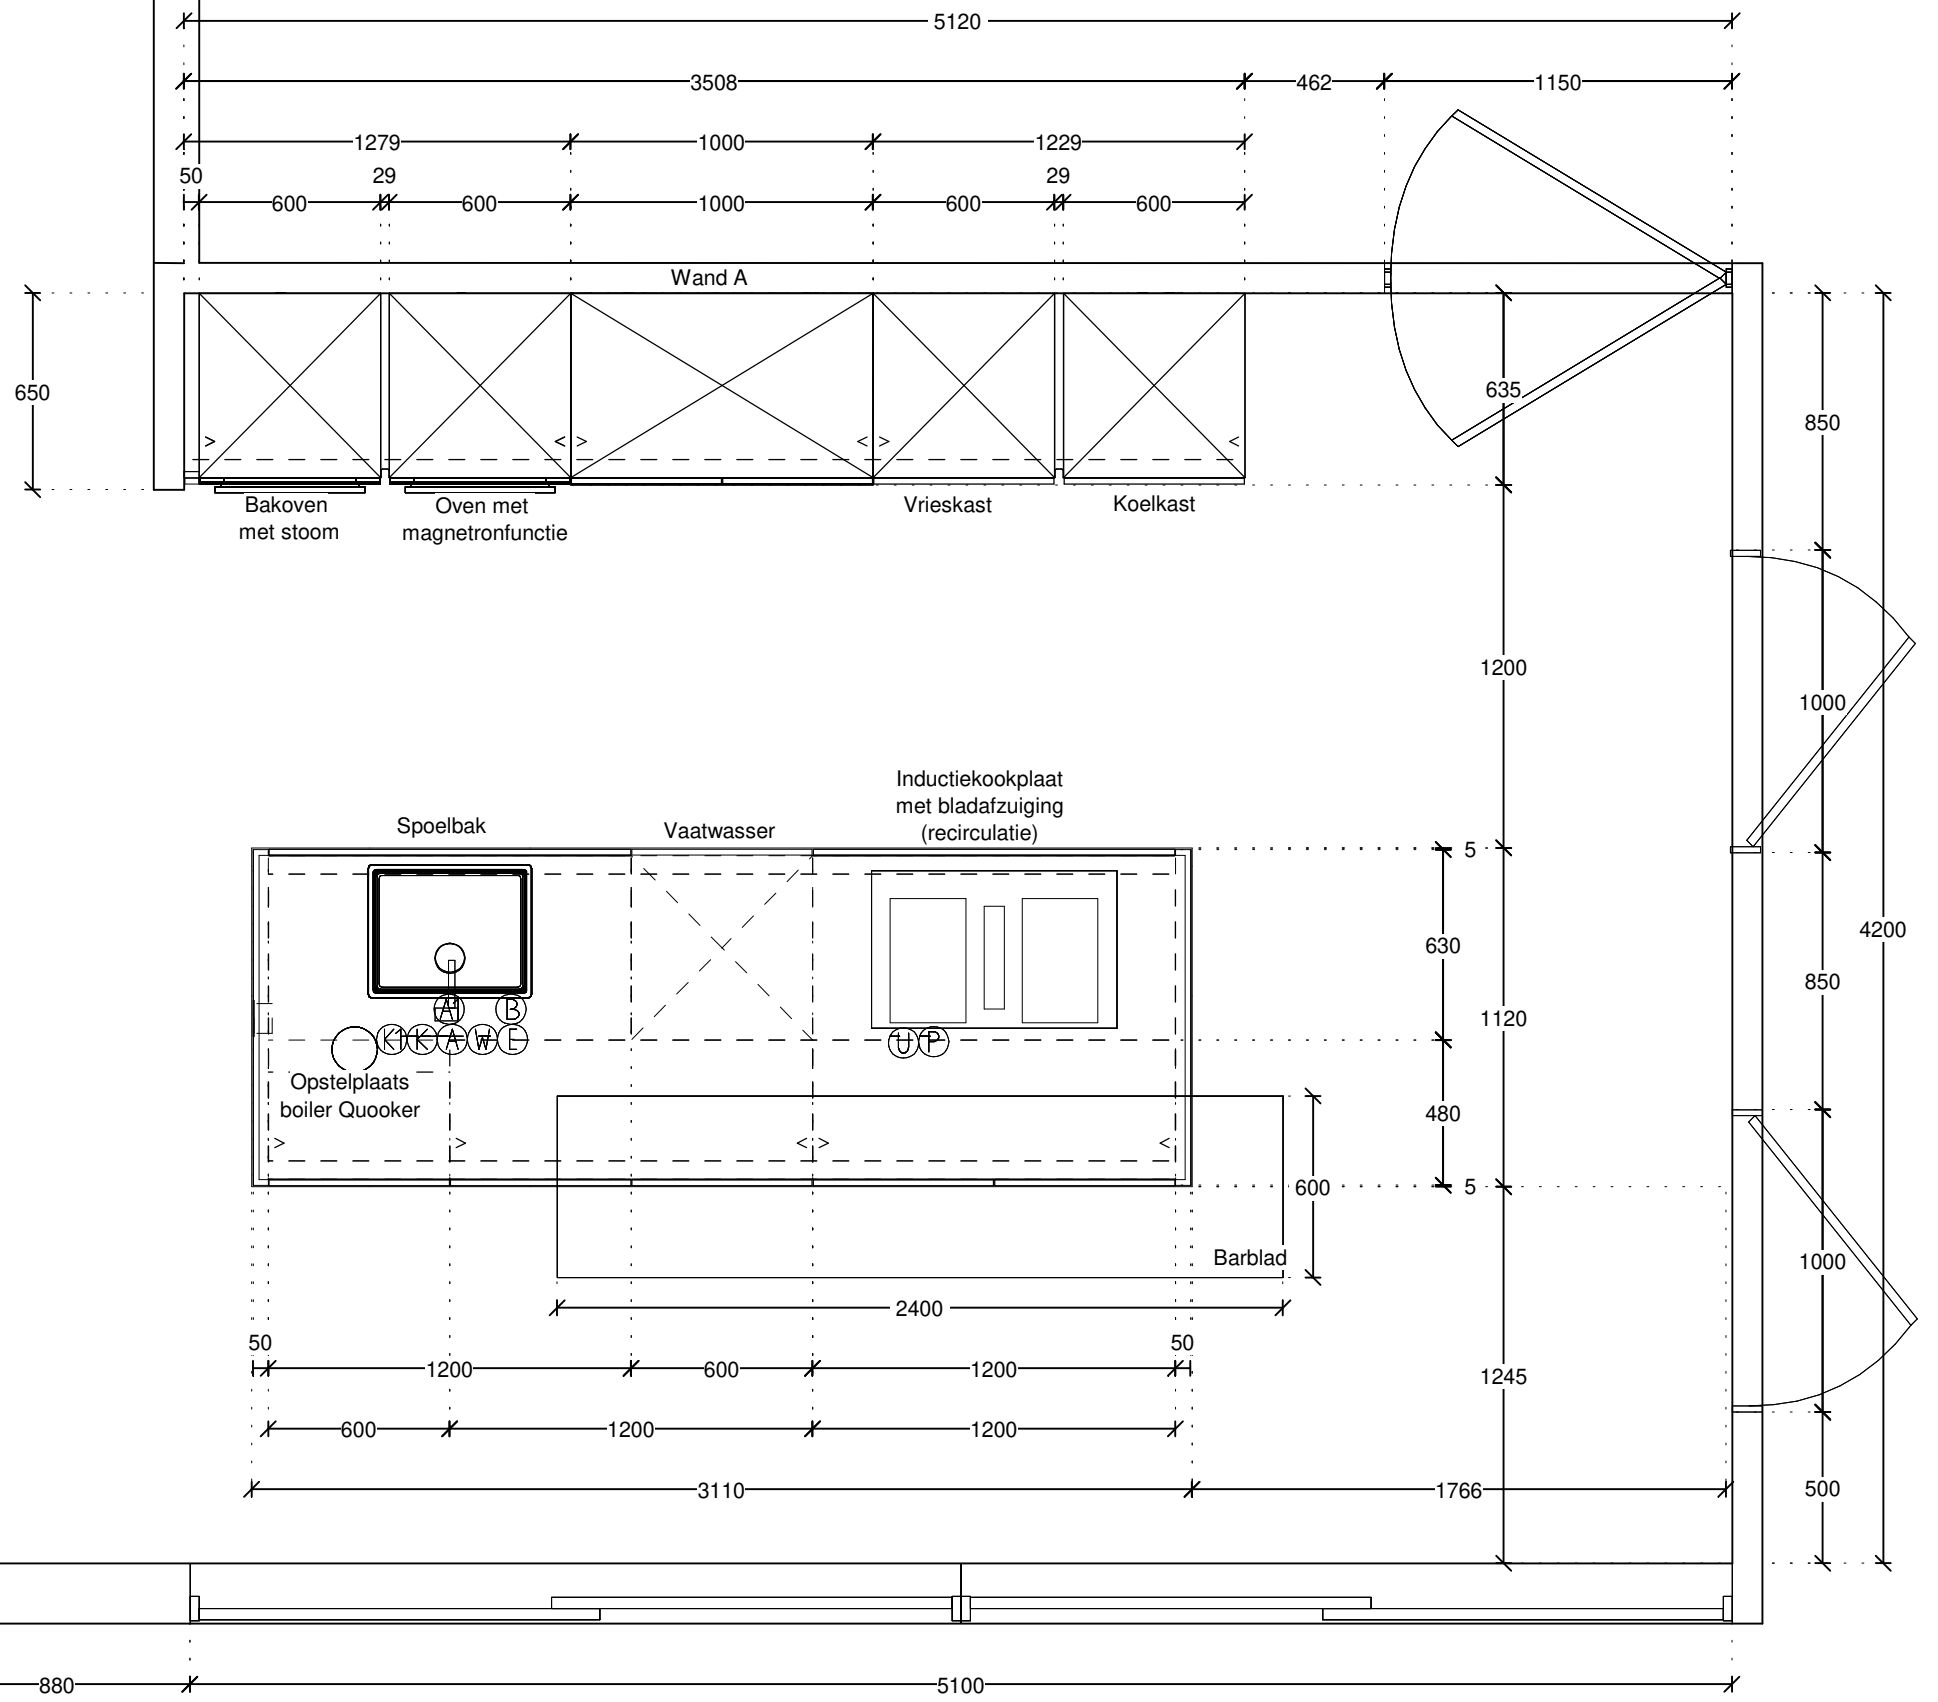 5120
3508 462 1150
1279 1000 1229
50 29 29
600 600 1000 600 600
Wand A
650
635
850
> < > < > <
Bakoven
met stoom
Oven met
magnetronfunctie
Vrieskast
Koelkast
1200
1000
Inductiekookplaat
met bladafzuiging
(recirculatie)
Spoelbak
Vaatwasser
5
630
4200
850
A1 B
K1 K A W E
U P
1120
Opstelplaats
boiler Quooker
480
> > < > <
5
600
Barblad
1000
2400
50 50
1200 600 1200
1245
600 1200 1200
3110 1766
500
880 5100